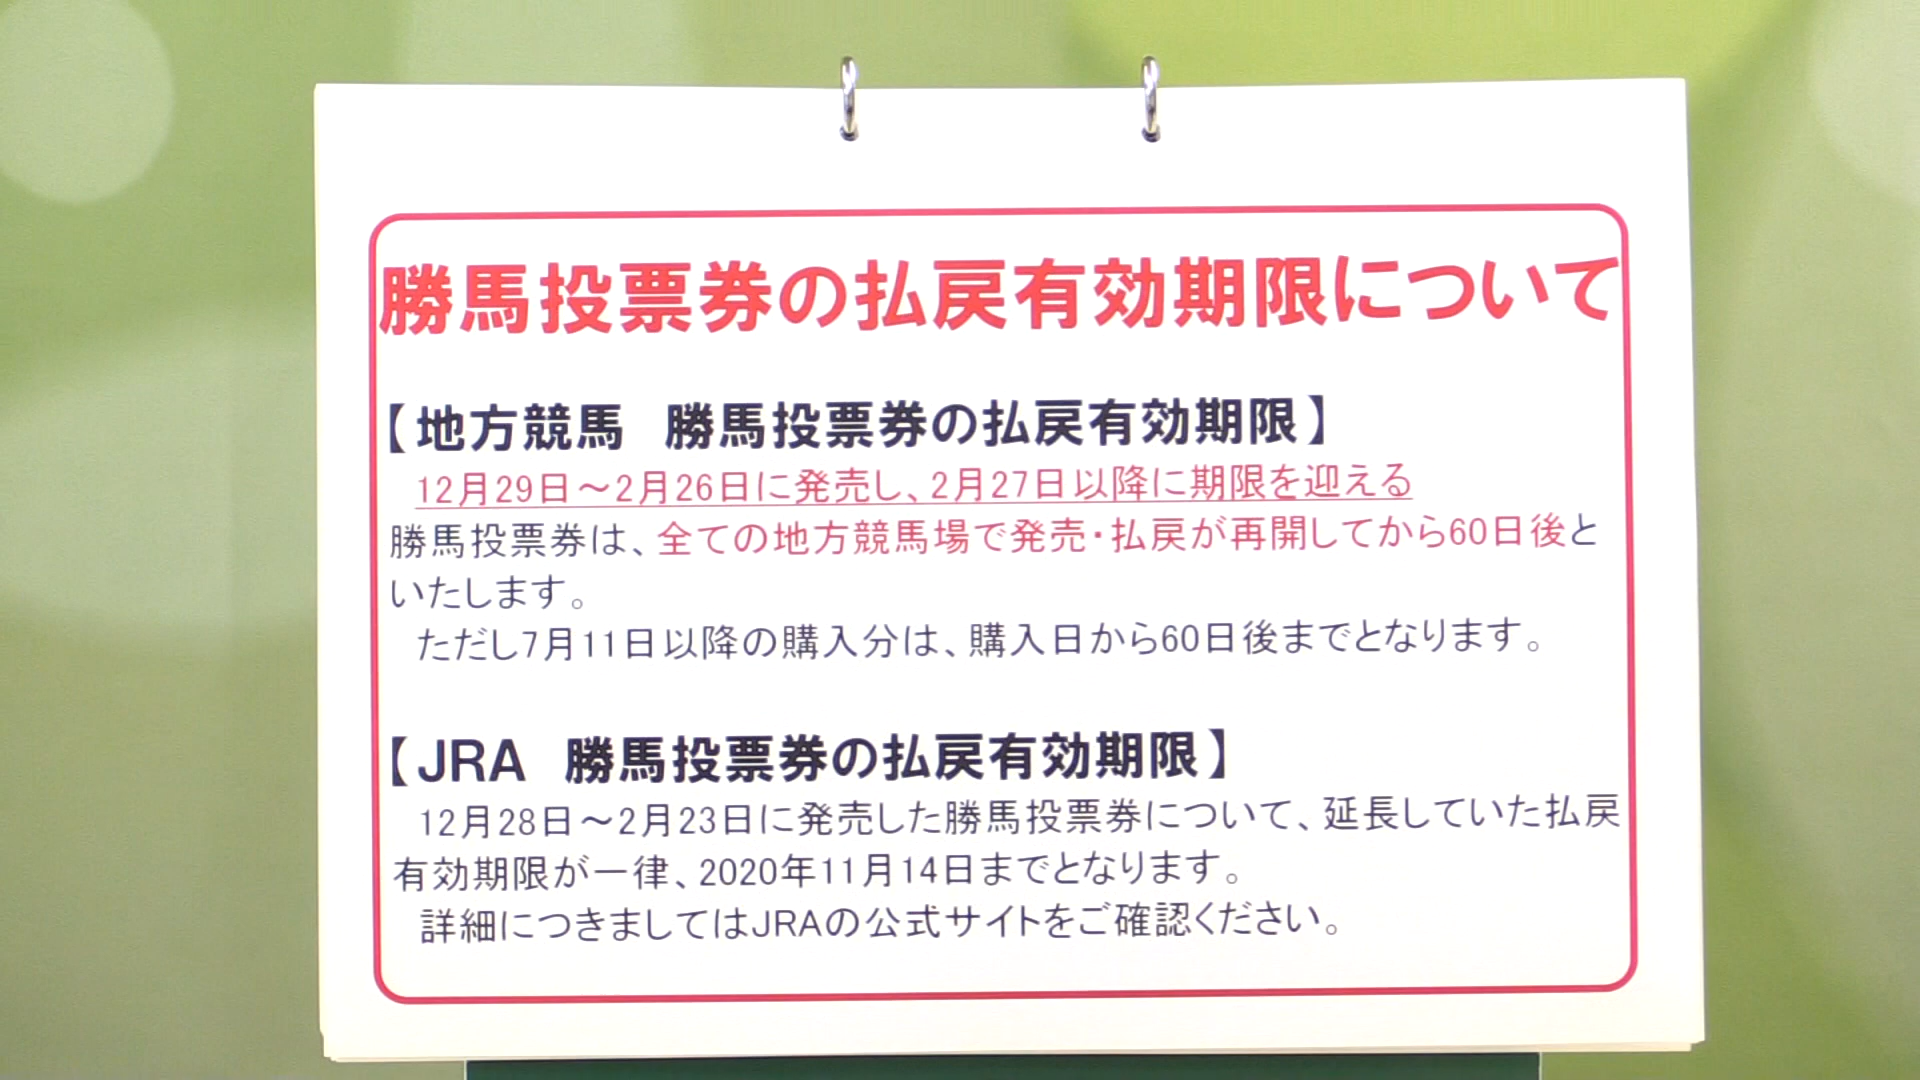 勝馬投票券の払戻有効期限について
【地方競馬　勝馬投票券の払戻有効期限】
12月29日～2月26日に発売し、2月27日以降に期限を迎える
勝馬投票券は、全ての地方競馬場で発売・払戻が再開してから60日後と
いたします。
ただし7月11日以降の購入分は、購入日から60日後までとなります。
【JRA　勝馬投票券の払戻有効期限】
12月28日～2月23日に発売した勝馬投票券について、延長していた払戻
有効期限が一律、2020年11月14日までとなります。
詳細につきましてはJRAの公式サイトをご確認ください。